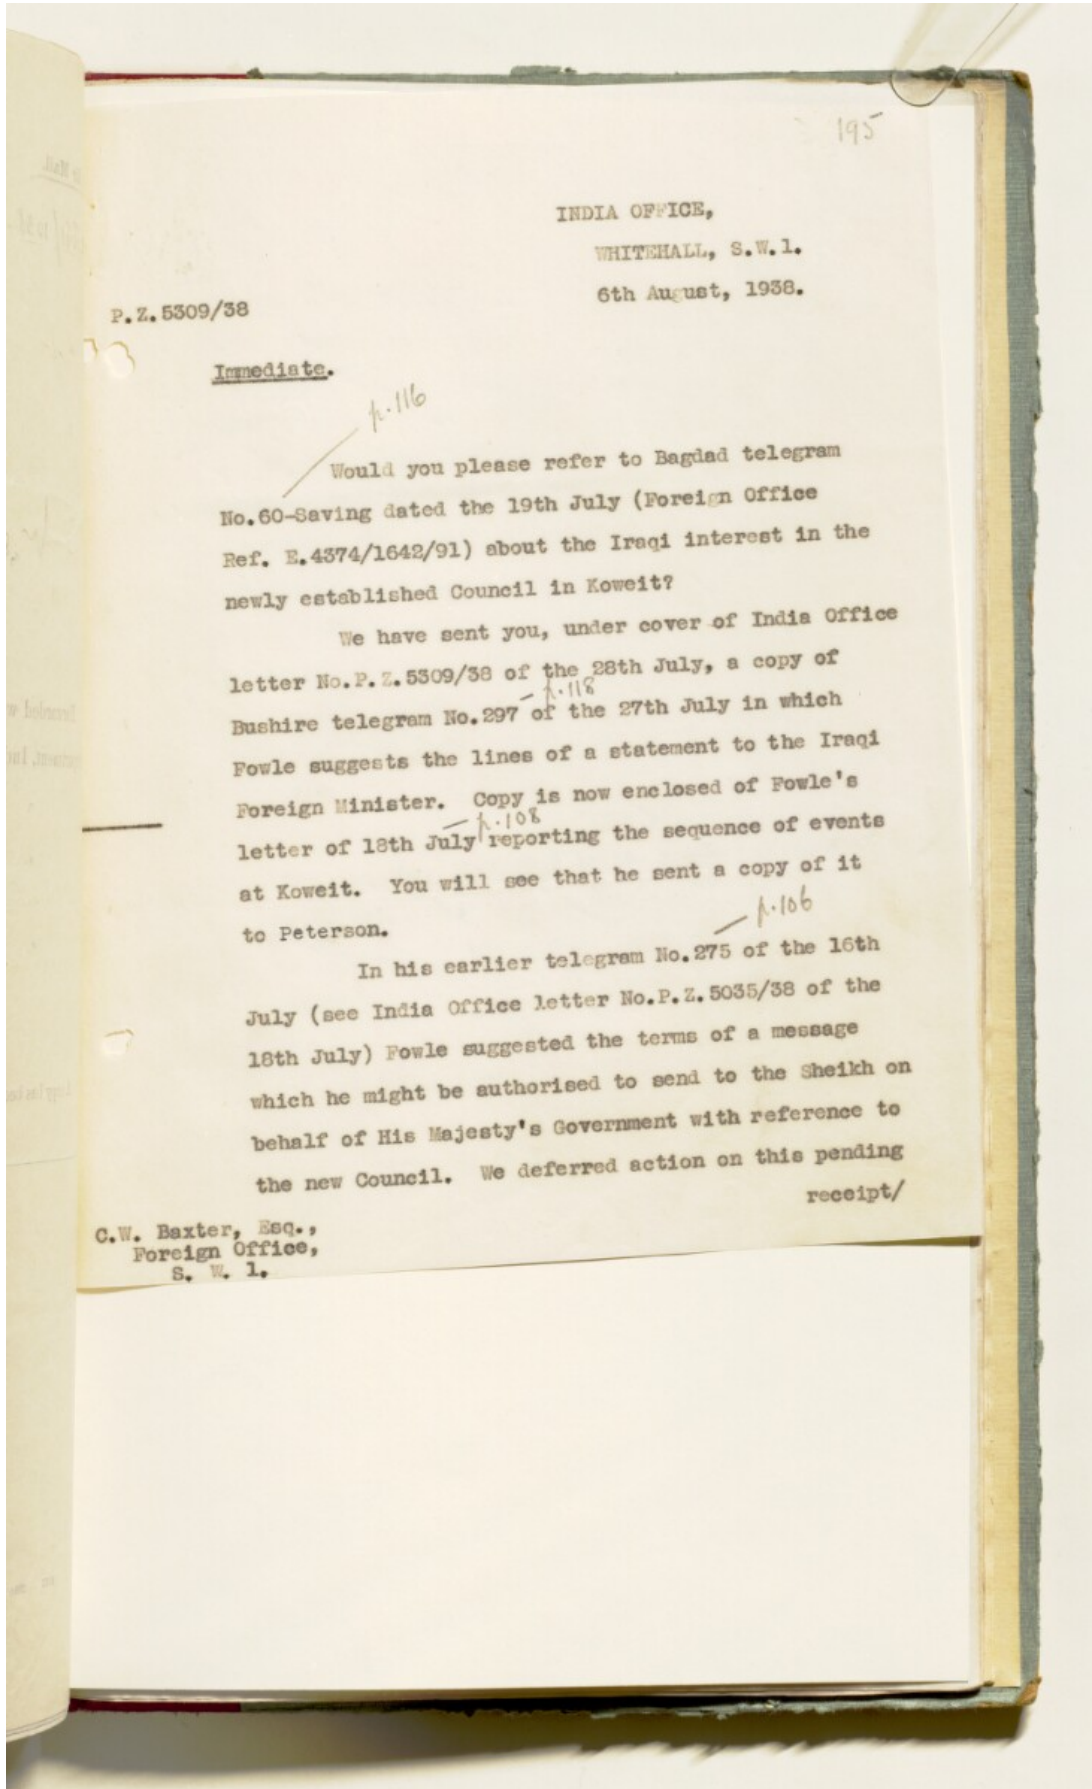 195
INDIA OFFICE,
WHITEHALL, S.W.1.
6th August, 1938.
P.Z.5309/38
Immediate.
p.116
Would you please refer to Bagdad telegram
No.60-Saving dated the 19th July (Foreign Office
Ref. E.4374/1642/91) about the Iraqi interest in the
newly established Council in Koweit?
We have sent you, under cover of India Office
letter No.P.Z.5309/38 of the 28th July, a copy of
p.118
Bushire telegram No.297 of the 27th July in which
Fowle suggests the lines of a statement to the Iraqi
Foreign Minister. Copy is now enclosed of Fowle's
p.108
letter of 18th July reporting the sequence of events
at Koweit. You will see that he sent a copy of it
to Peterson.
p.106
In his earlier telegram No.275 of the 16th
July (see India Office letter No.P.Z.5035/38 of the
18th July) Fowle suggested the terms of a message
which he might be authorised to send to the Sheikh on
behalf of His Majesty's Government with reference to
the new Council. We deferred action on this pending
receipt/
C.W. Baxter, Esq.,
Foreign Office,
S. W. 1.